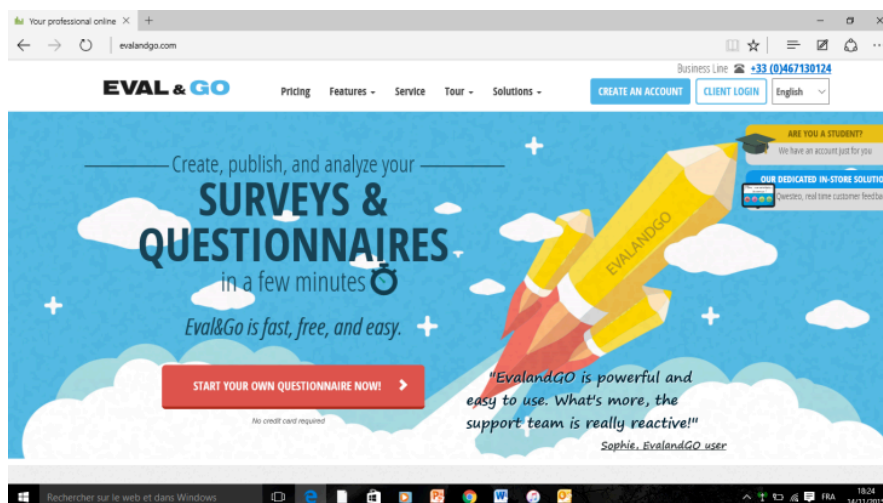 Your professional online
evalandgo.com
Business Line +33 (0)467130124
EVAL & GO
Pricing Features Service Tour Solutions
CREATE AN ACCOUNT CLIENT LOGIN English
ARE YOU A STUDENT?
We have an account just for you
OUR DEDICATED IN-STORE SOLUTIO
Qwesteo, real time customer feedba
Create, publish, and analyze your
SURVEYS &
QUESTIONNAIRES
in a few minutes
Eval&Go is fast, free, and easy.
START YOUR OWN QUESTIONNAIRE NOW!
No credit card required
EVALANDGO
"EvalandGO is powerful and
easy to use. What's more, the
support team is really reactive!"
Sophie, EvalandGO user
Rechercher sur le web et dans Windows
FRA
18:24